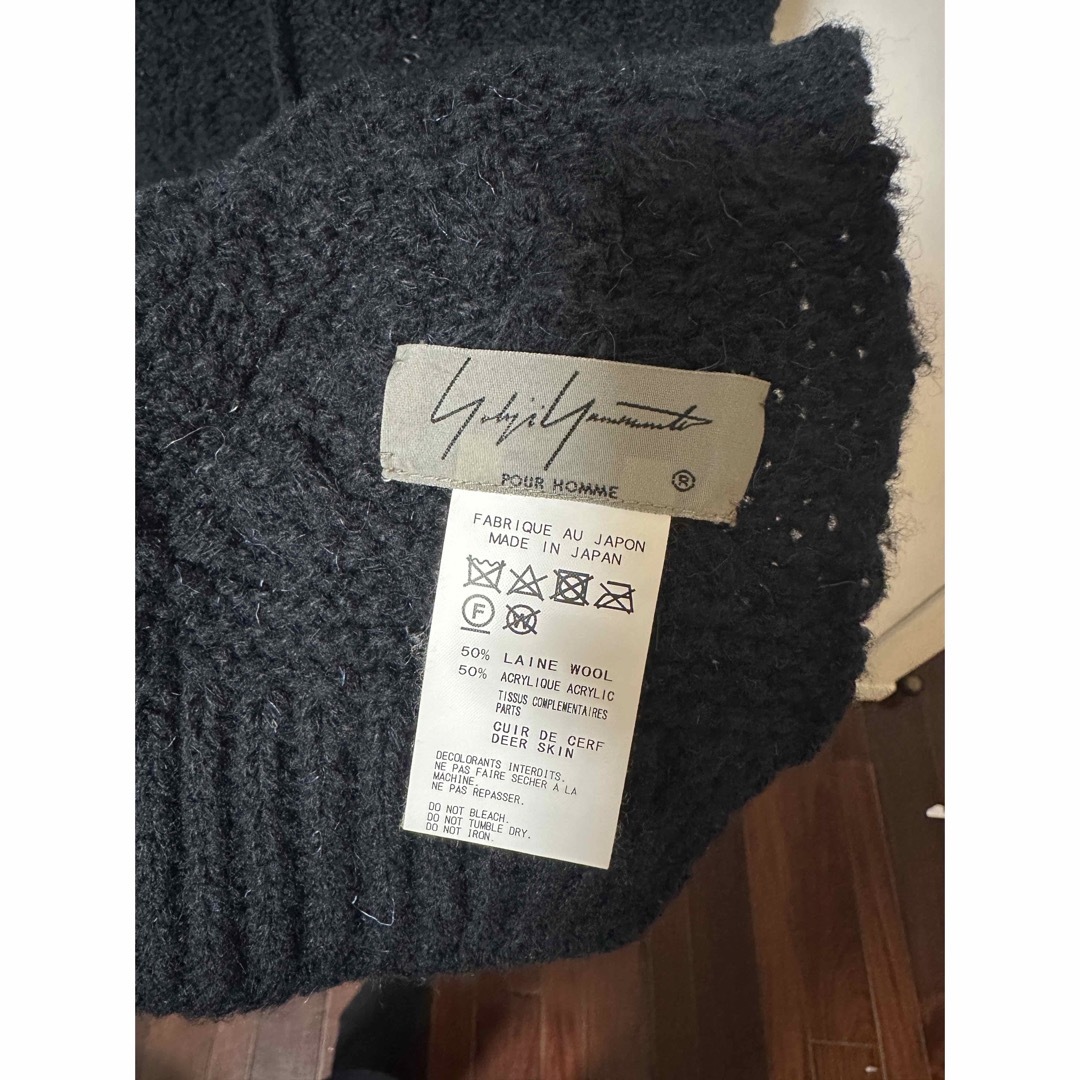 Yohji Yamamoto
POUR HOMME ®
FABRIQUE AU JAPON
MADE IN JAPAN
F W
50% LAINE WOOL
50% ACRYLIQUE ACRYLIC
TISSUS COMPLEMENTAIRES
PARTS
CUIR DE CERF
DEER SKIN
DECOLORANTS INTERDITS.
NE PAS FAIRE SECHER A LA
MACHINE.
NE PAS REPASSER.
DO NOT BLEACH.
DO NOT TUMBLE DRY.
DO NOT IRON.